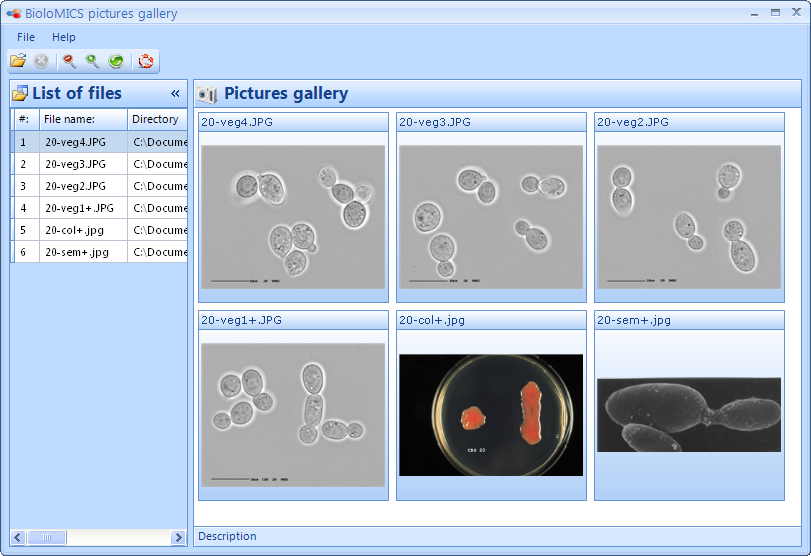 BioloMICS pictures gallery
File Help
List of files «
#: File name: Directory
1 20-veg4.JPG C:\Docume
2 20-veg3.JPG C:\Docume
3 20-veg2.JPG C:\Docume
4 20-veg1+.JPG C:\Docume
5 20-col+.jpg C:\Docume
6 20-sem+.jpg C:\Docume
Pictures gallery
20-veg4.JPG
20-veg3.JPG
20-veg2.JPG
20-veg1+.JPG
20-col+.jpg
20-sem+.jpg
CBS 20
Description